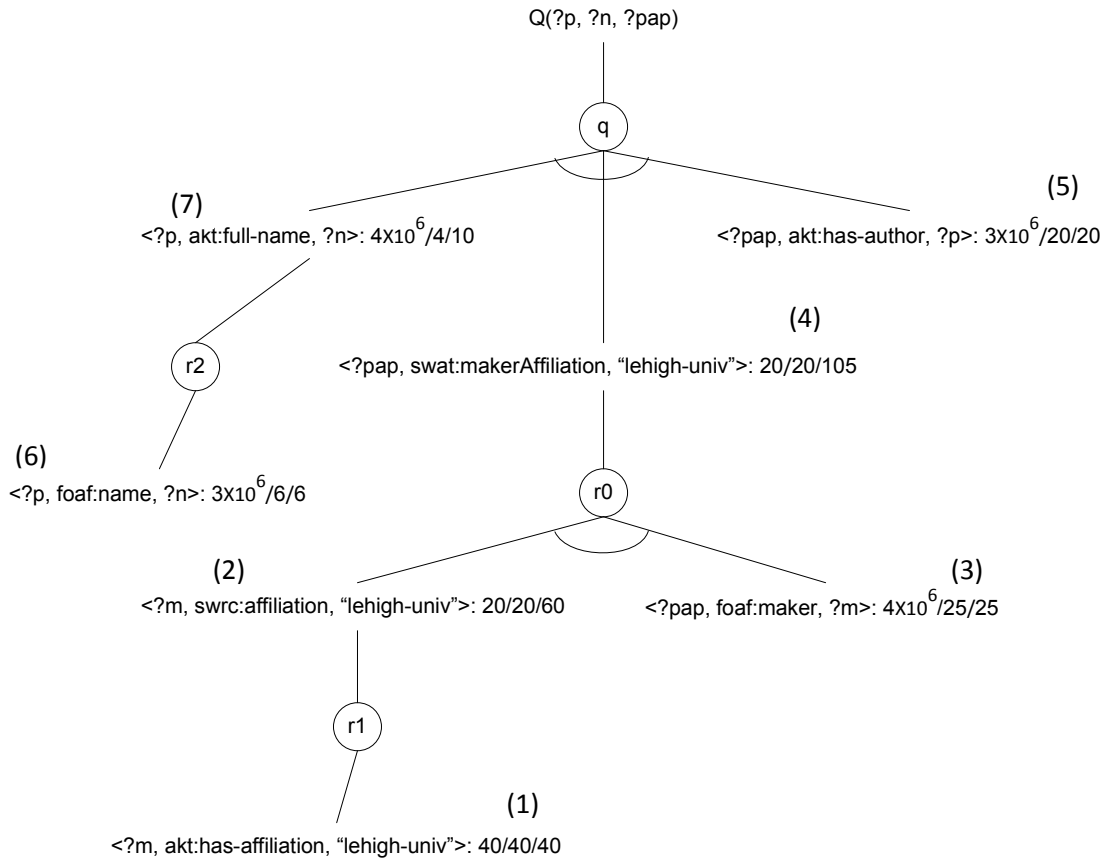 Q(?p, ?n, ?pap)
q
(7)
(5)
<?p, akt:full-name, ?n>: 4X10^6/4/10
<?pap, akt:has-author, ?p>: 3X10^6/20/20
(4)
r2
<?pap, swat:makerAffiliation, “lehigh-univ”>: 20/20/105
(6)
<?p, foaf:name, ?n>: 3X10^6/6/6
r0
(2)
(3)
<?m, swrc:affiliation, “lehigh-univ”>: 20/20/60
<?pap, foaf:maker, ?m>: 4X10^6/25/25
r1
(1)
<?m, akt:has-affiliation, “lehigh-univ”>: 40/40/40